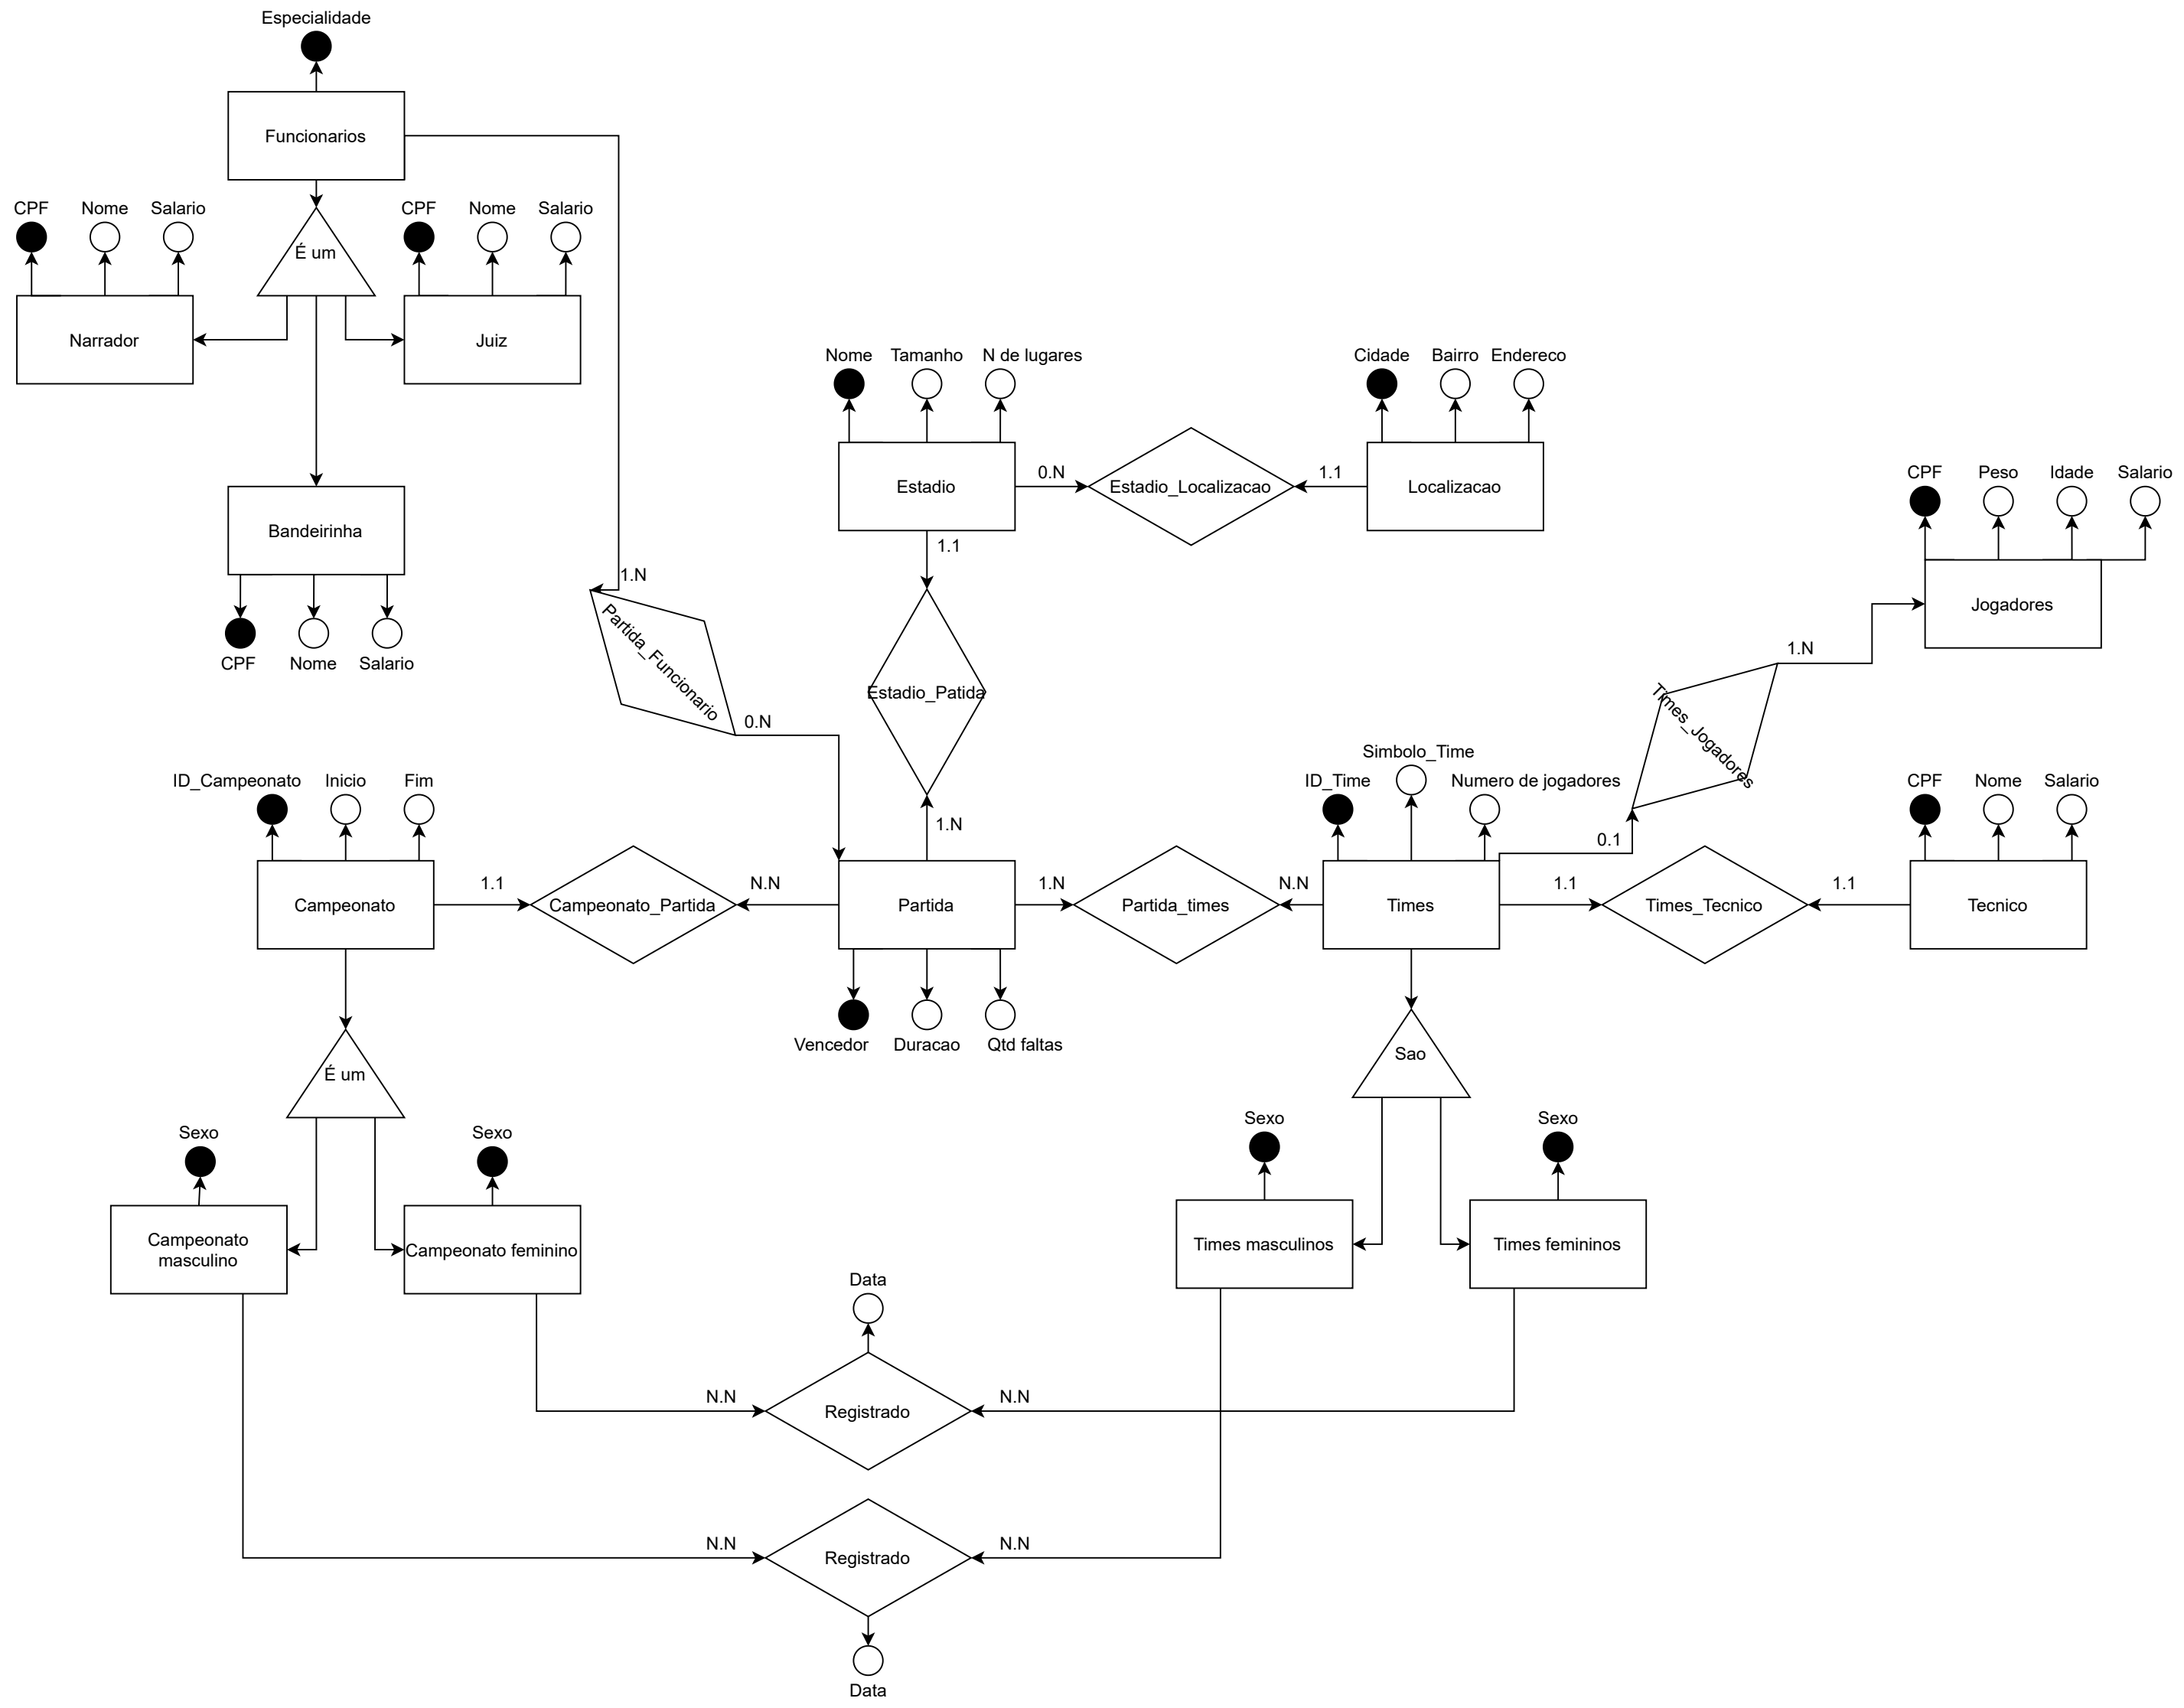 Especialidade
Funcionarios
CPF
Nome
Salario
CPF
Nome
Salario
É um
Narrador
Juiz
Bandeirinha
CPF
Nome
Salario
1.N
Partida_Funcionario
0.N
Nome
Tamanho
N de lugares
Cidade
Bairro
Endereco
Estadio
0.N
Estadio_Localizacao
1.1
Localizacao
1.1
Estadio_Patida
1.N
CPF
Peso
Idade
Salario
Jogadores
1.N
Times_Jogadores
0.1
ID_Campeonato
Inicio
Fim
Simbolo_Time
ID_Time
Numero de jogadores
CPF
Nome
Salario
Campeonato
1.1
Campeonato_Partida
N.N
Partida
1.N
Partida_times
N.N
Times
1.1
Times_Tecnico
1.1
Tecnico
Vencedor
Duracao
Qtd faltas
É um
Sao
Sexo
Sexo
Sexo
Sexo
Campeonato
masculino
Campeonato feminino
Times masculinos
Times femininos
Data
N.N
Registrado
N.N
N.N
Registrado
N.N
Data